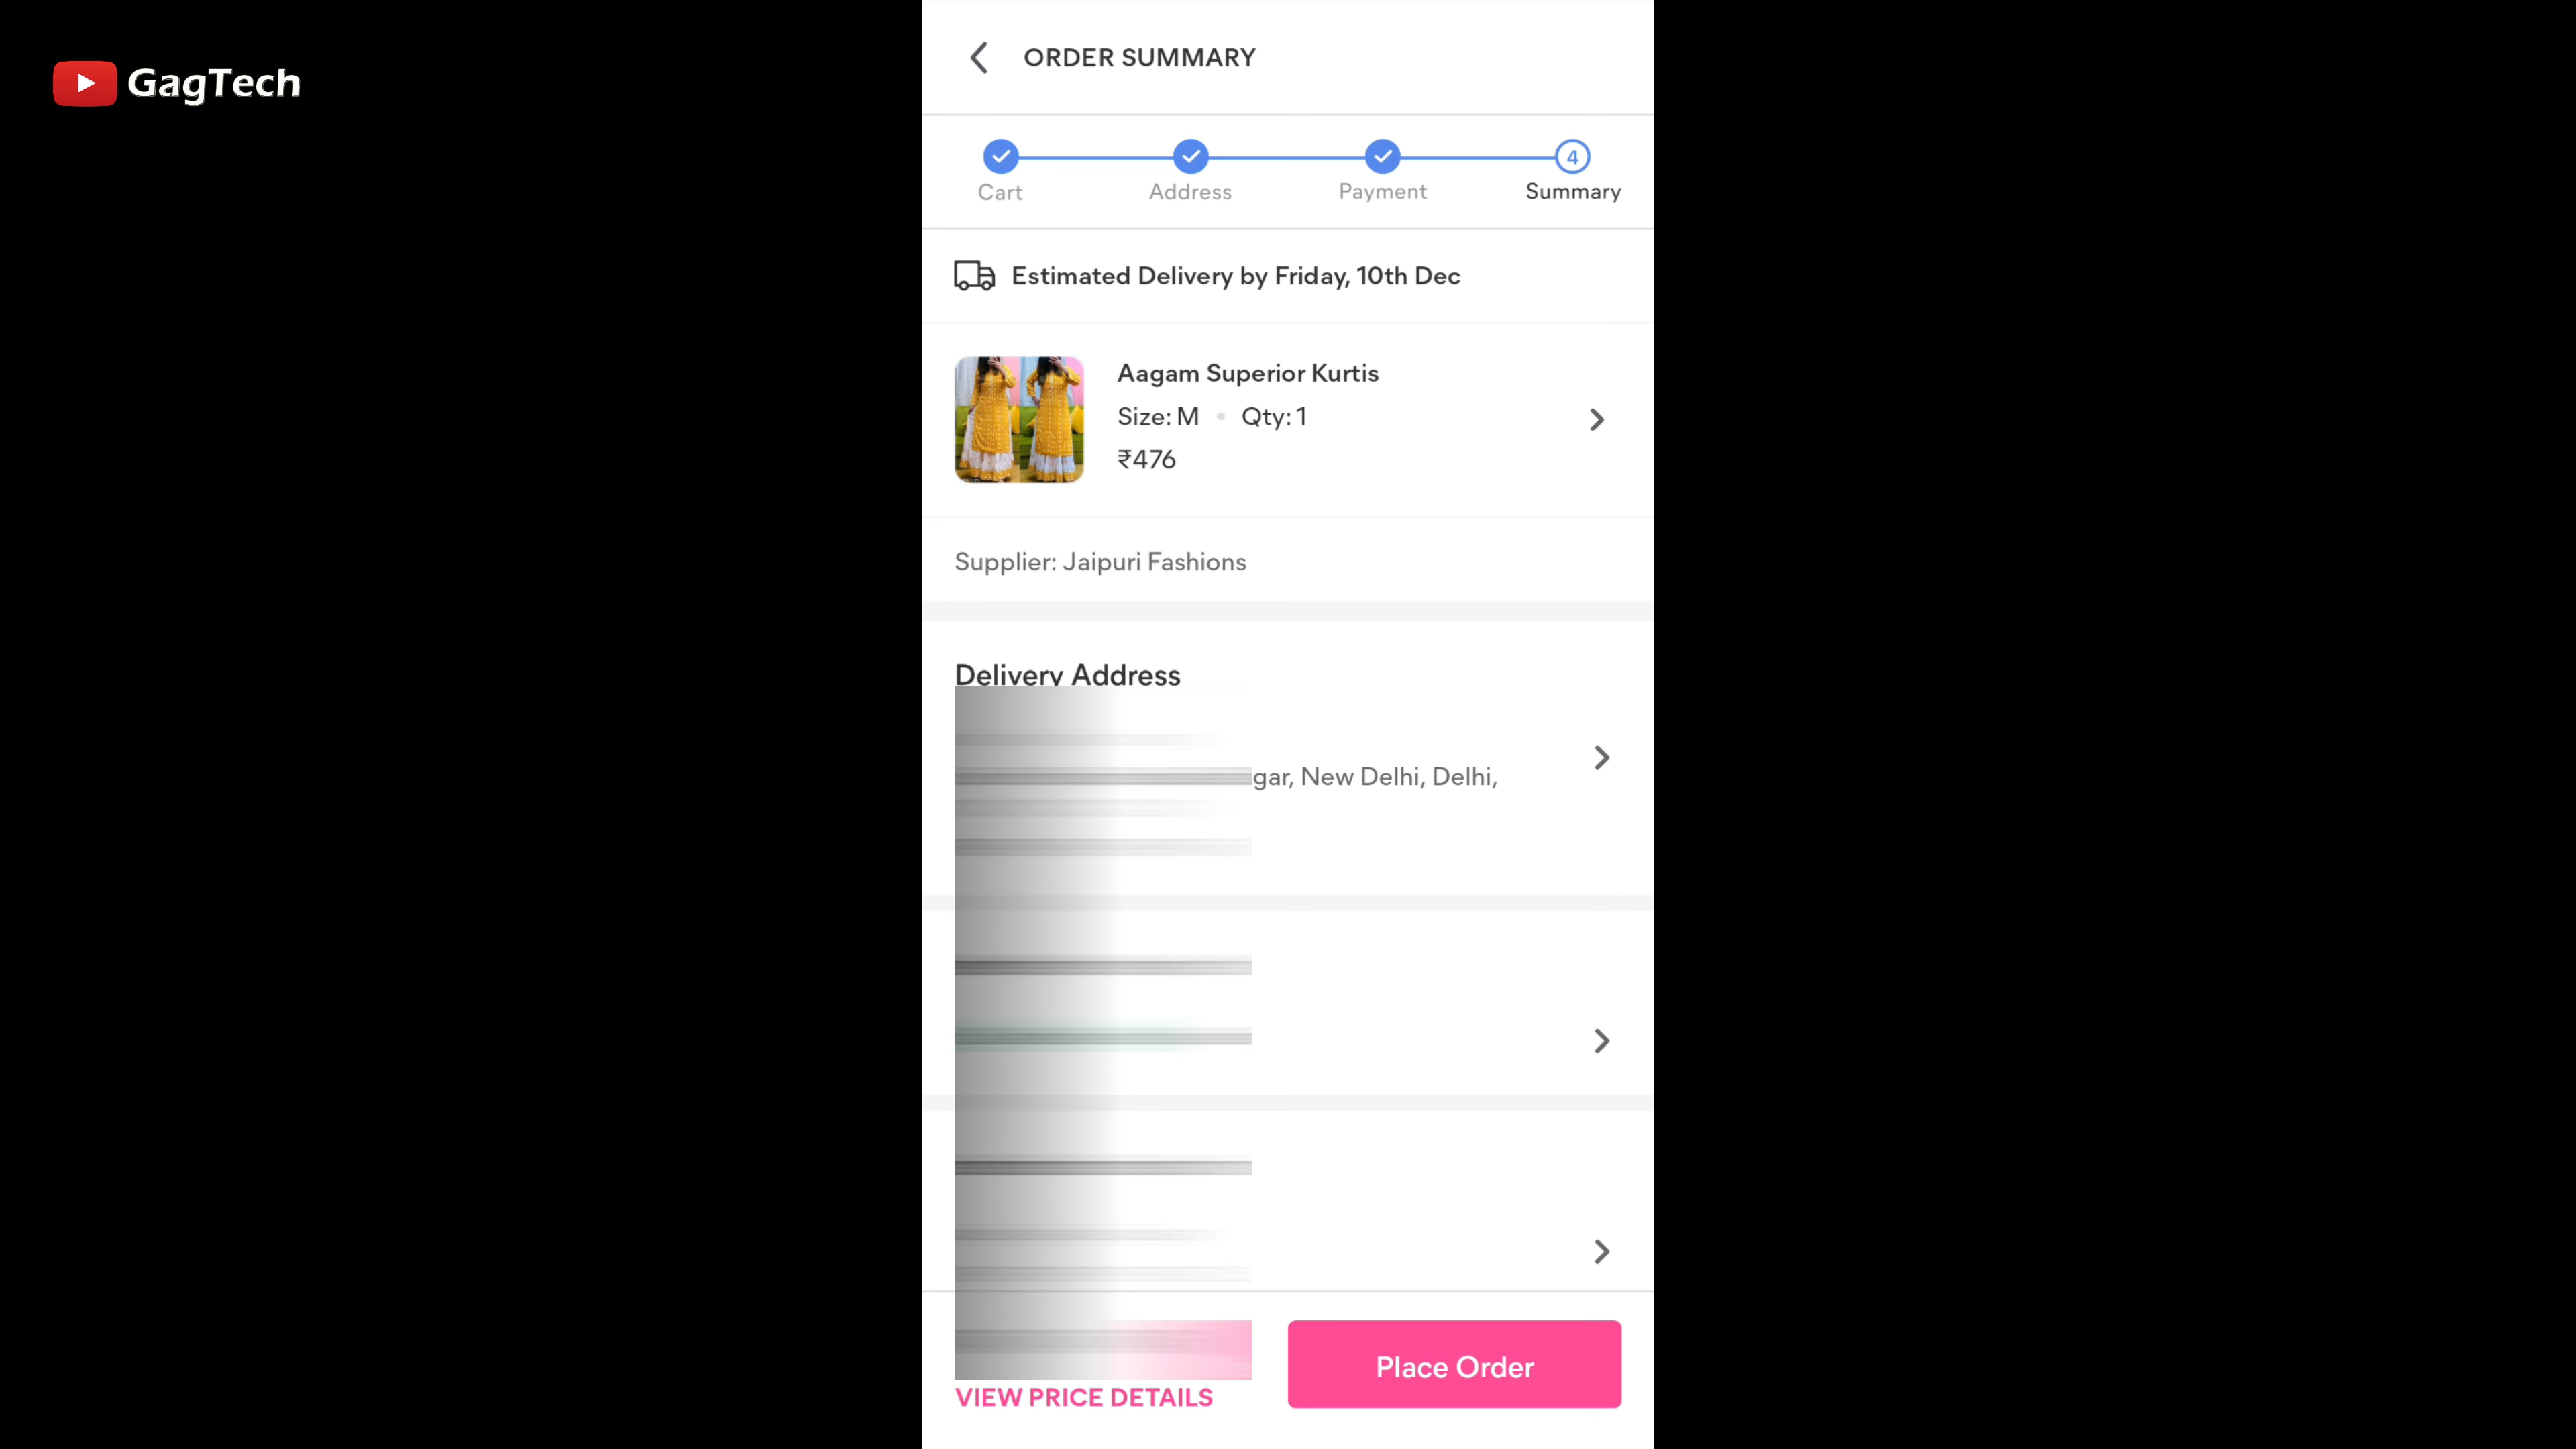 GagTech
ORDER SUMMARY
4
Cart Address Payment Summary
Estimated Delivery by Friday, 10th Dec
Aagam Superior Kurtis
Size: M • Qty: 1
₹476
Supplier: Jaipuri Fashions
Delivery Address
gar, New Delhi, Delhi,
Place Order
VIEW PRICE DETAILS